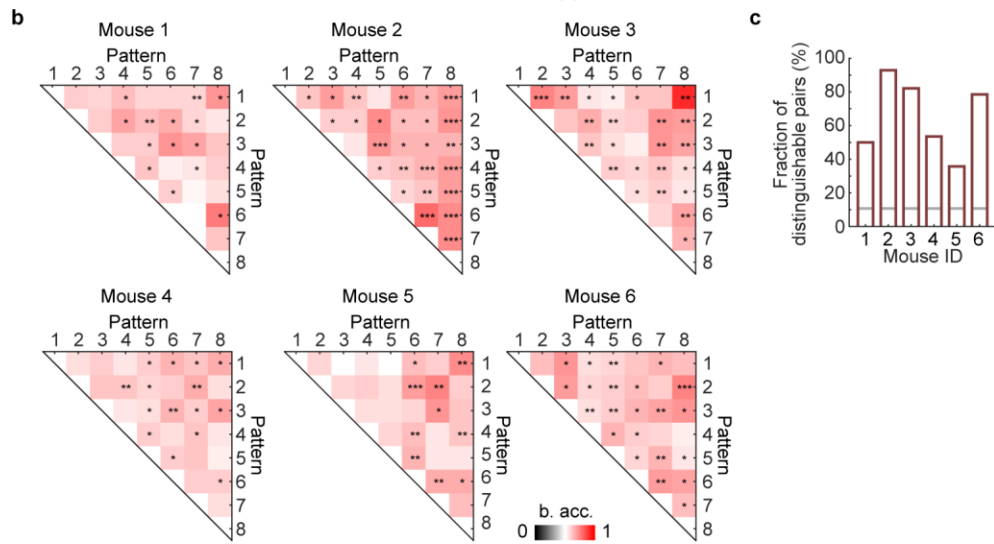 b
c
Mouse 1
Pattern
1 2 3 4 5 6 7 8
* ** * 1
* ** * * 2
* * * 3
* * 4
* 5
* 6
7
8
Pattern
Mouse 2
Pattern
1 2 3 4 5 6 7 8
* * ** ** * *** 1
* * * * * *** 2
*** * * ** 3
* ** *** *** 4
* ** *** 5
*** *** 6
*** 7
8
Pattern
Mouse 3
Pattern
1 2 3 4 5 6 7 8
*** ** * * * ** 1
** ** ** ** 2
** * ** ** 3
** * ** * 4
* ** * 5
** 6
* 7
8
Pattern
Fraction of
distinguishable pairs (%)
100
80
60
40
20
0
1 2 3 4 5 6
Mouse ID
Mouse 4
Pattern
1 2 3 4 5 6 7 8
* * * * 1
** * ** 2
* ** * * 3
* * 4
* 5
* 6
7
8
Pattern
Mouse 5
Pattern
1 2 3 4 5 6 7 8
* ** 1
*** ** 2
* 3
** ** 4
** 5
** * 6
7
8
Pattern
Mouse 6
Pattern
1 2 3 4 5 6 7 8
* * ** * 1
* * ** * *** 2
** ** * ** * 3
* * 4
* ** * 5
** * 6
* 7
8
Pattern
b. acc.
0 1